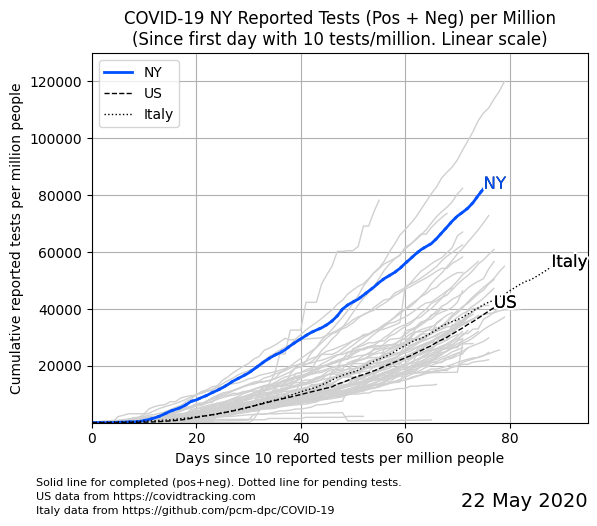 COVID-19 NY Reported Tests (Pos + Neg) per Million
(Since first day with 10 tests/million. Linear scale)
Cumulative reported tests per million people
120000
100000
80000
60000
40000
20000
NY
US
Italy
NY
Italy
US
0
20
40
60
80
Days since 10 reported tests per million people
Solid line for completed (pos+neg). Dotted line for pending tests.
US data from https://covidtracking.com
Italy data from https://github.com/pcm-dpc/COVID-19
22 May 2020